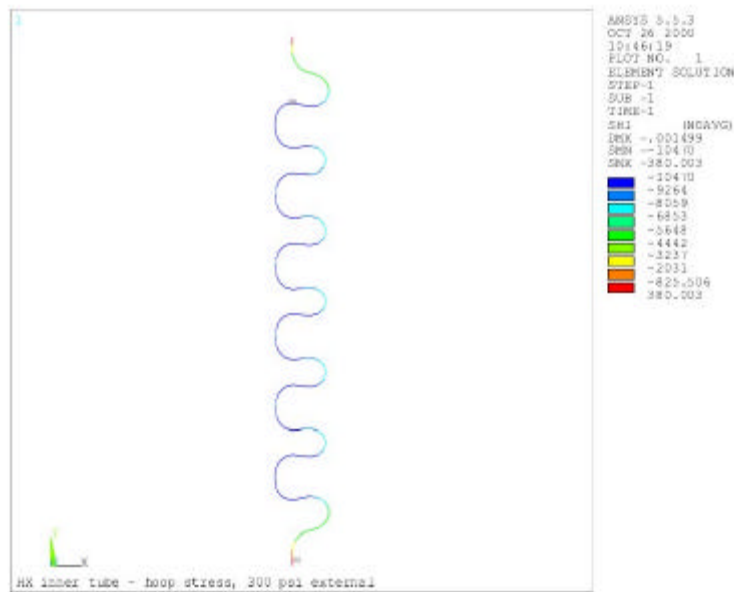 1
ANSYS 5.5.3
OCT 26 2000
10:46:19
PLOT NO. 1
ELEMENT SOLUTION
STEP=1
SUB =1
TIME=1
(NOAVG)
DMX =.001499
SMN =-10470
SMX =380.003
-10470
-9264
-8059
-6853
-5648
-4442
-3237
-2031
-825.506
380.003
Y
X
HX inner tube - hoop stress, 300 psi external